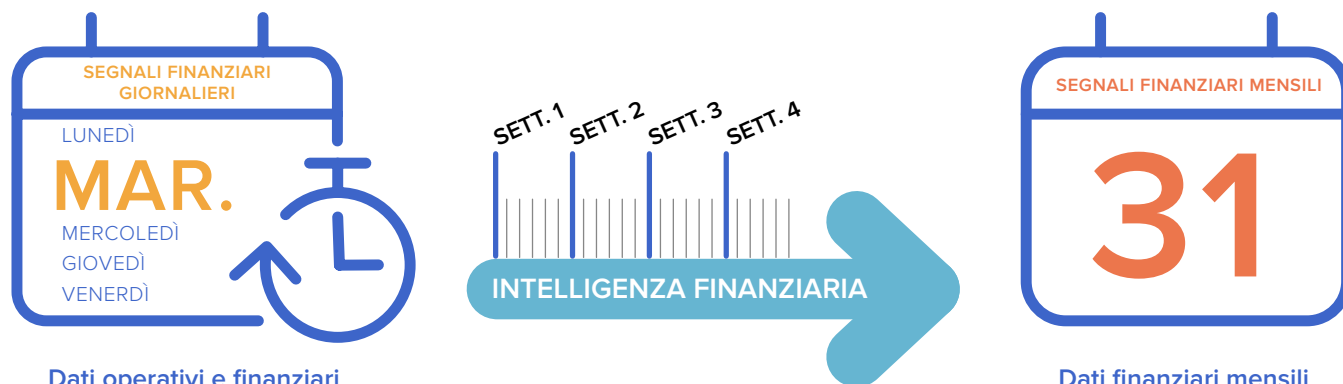 SEGNALI FINANZIARI
GIORNALIERI
LUNEDÌ
MAR.
MERCOLEDÌ
GIOVEDÌ
VENERDÌ
SETT. 1
SETT. 2
SETT. 3
SETT. 4
INTELLIGENZA FINANZIARIA
SEGNALI FINANZIARI MENSILI
31
Dati operativi e finanziari
Dati finanziari mensili